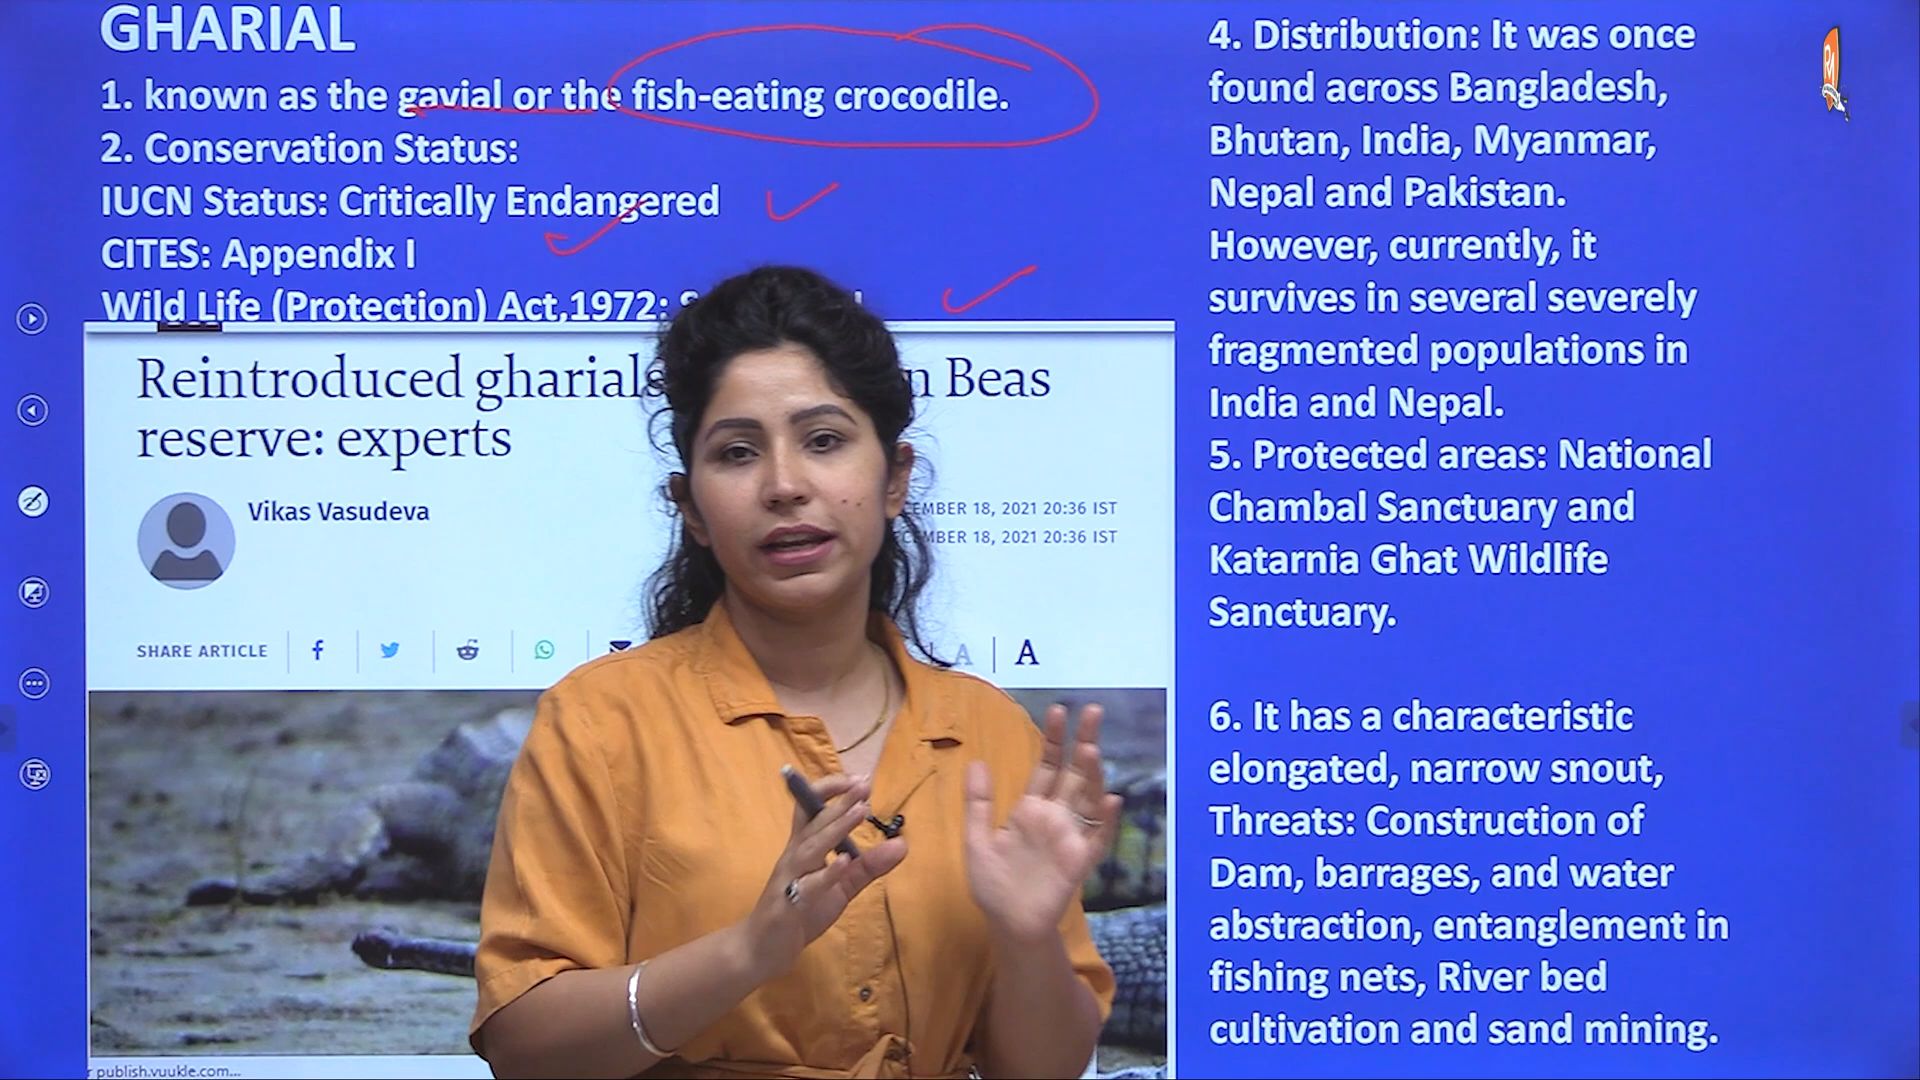 GHARIAL
1. known as the gavial or the fish-eating crocodile.
2. Conservation Status:
IUCN Status: Critically Endangered
CITES: Appendix I
Wild Life (Protection) Act,1972:
Reintroduced gharials Beas
reserve: experts
Vikas Vasudeva
18, 2021 20:36 IST
18, 2021 20:36 IST
SHARE ARTICLE
A A
publish.vuukle.com...
4. Distribution: It was once
found across Bangladesh,
Bhutan, India, Myanmar,
Nepal and Pakistan.
However, currently, it
survives in several severely
fragmented populations in
India and Nepal.
5. Protected areas: National
Chambal Sanctuary and
Katarnia Ghat Wildlife
Sanctuary.
6. It has a characteristic
elongated, narrow snout,
Threats: Construction of
Dam, barrages, and water
abstraction, entanglement in
fishing nets, River bed
cultivation and sand mining.